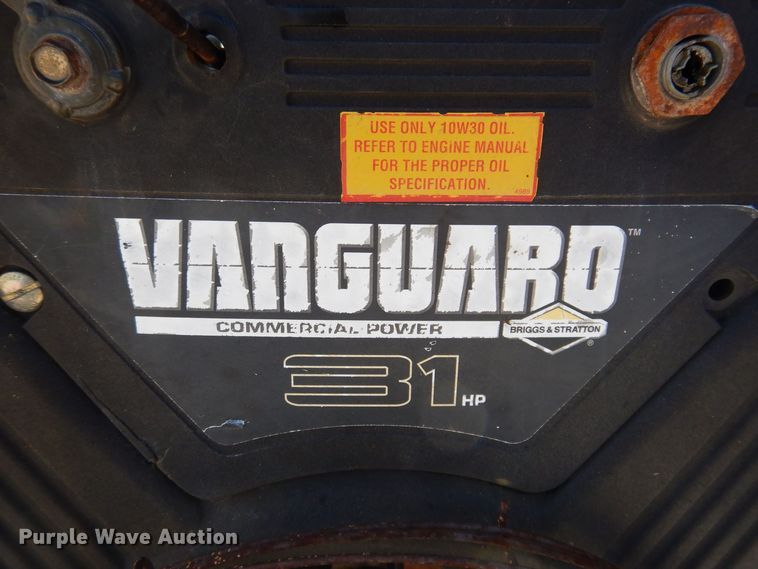 USE ONLY 10W30 OIL.
REFER TO ENGINE MANUAL
FOR THE PROPER OIL
SPECIFICATION.
4989
VANGUARD™
COMMERCIAL POWER
BRIGGS & STRATTON
®
31 HP
Purple Wave Auction